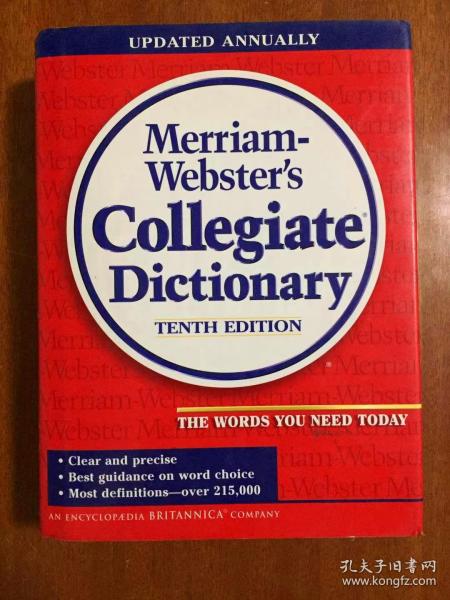 UPDATED ANNUALLY
Merriam-
Webster's
Collegiate®
Dictionary
TENTH EDITION
®
THE WORDS YOU NEED TODAY
• Clear and precise
• Best guidance on word choice
• Most definitions—over 215,000
AN ENCYCLOPÆDIA BRITANNICA® COMPANY
孔夫子旧书网
www.kongfz.com